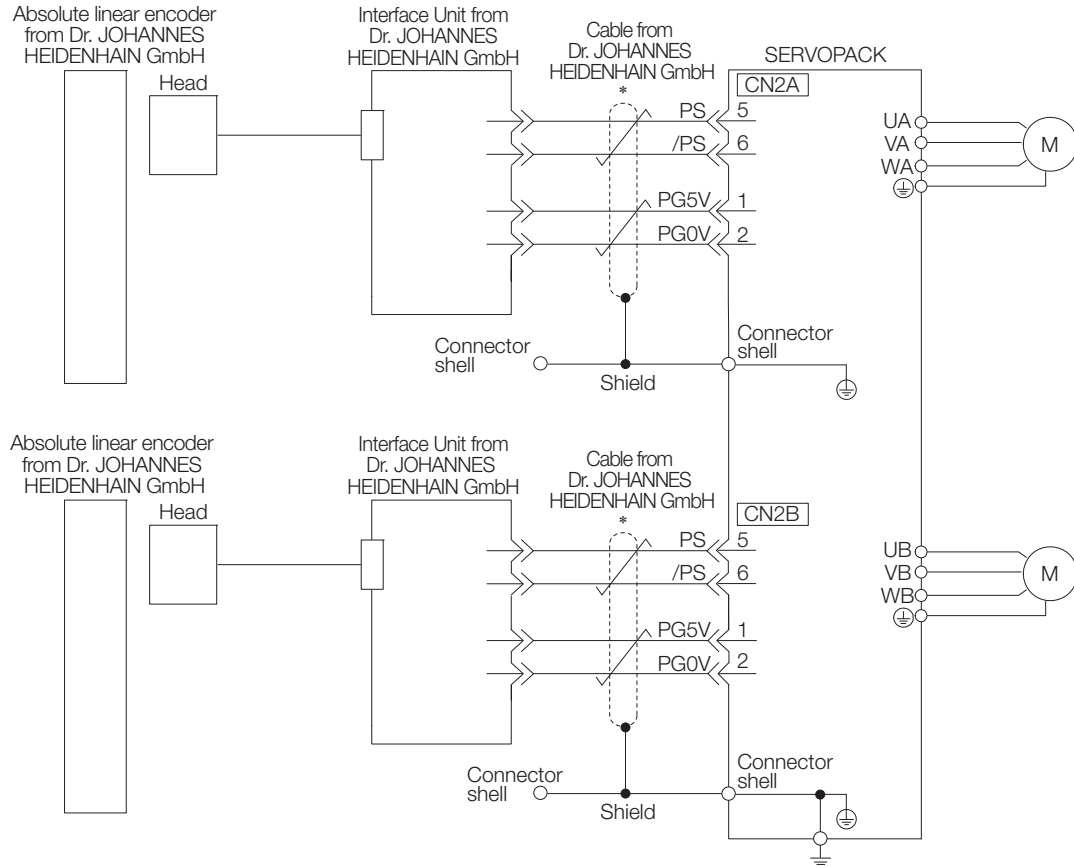 Absolute linear encoder
from Dr. JOHANNES
HEIDENHAIN GmbH
Head
Interface Unit from
Dr. JOHANNES
HEIDENHAIN GmbH
Cable from
Dr. JOHANNES
HEIDENHAIN GmbH
*
SERVOPACK
CN2A
PS 5
/PS 6
PG5V 1
PG0V 2
UA
VA
WA
M
Connector
shell
Shield
Connector
shell
Absolute linear encoder
from Dr. JOHANNES
HEIDENHAIN GmbH
Head
Interface Unit from
Dr. JOHANNES
HEIDENHAIN GmbH
Cable from
Dr. JOHANNES
HEIDENHAIN GmbH
*
CN2B
PS 5
/PS 6
PG5V 1
PG0V 2
UB
VB
WB
M
Connector
shell
Shield
Connector
shell